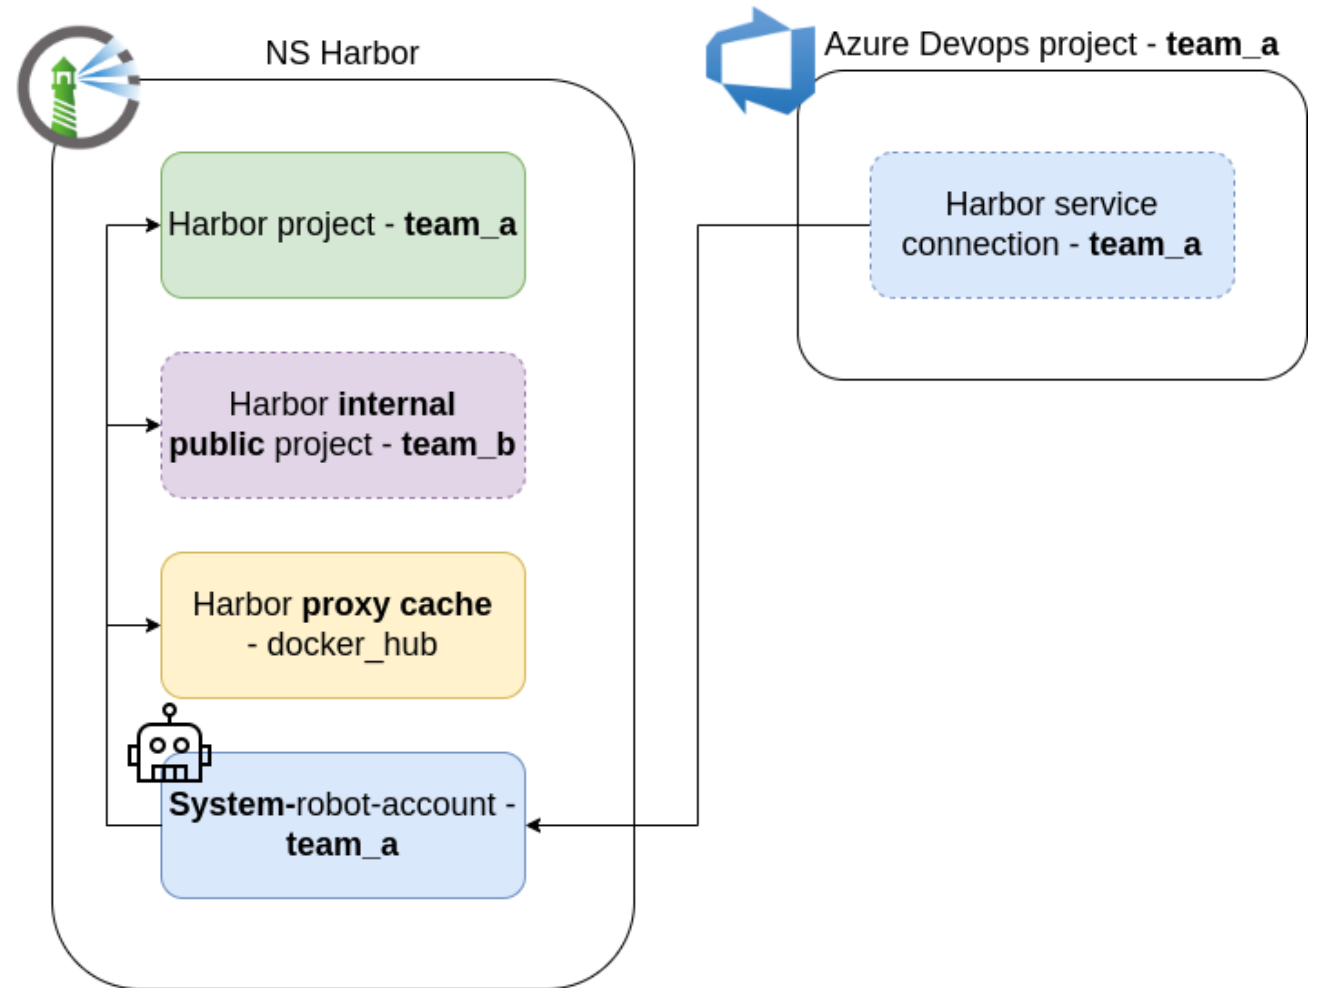 NS Harbor
Harbor project - team_a
Harbor internal
public project - team_b
Harbor proxy cache
- docker_hub
System-robot-account -
team_a
Azure Devops project - team_a
Harbor service
connection - team_a